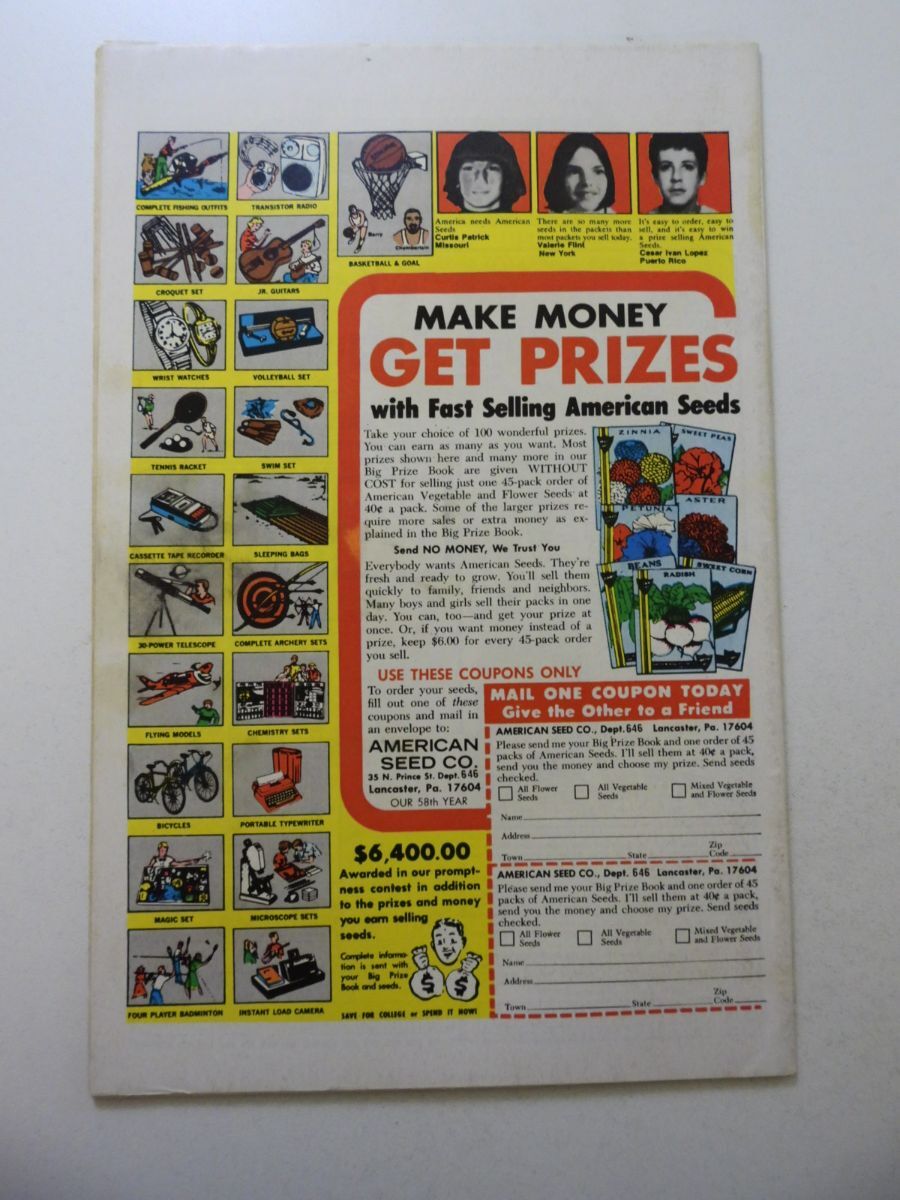 COMPLETE FISHING OUTFITS
TRANSISTOR RADIO
CROQUET SET
JR. GUITARS
WRIST WATCHES
VOLLEYBALL SET
TENNIS RACKET
SWIM SET
CASSETTE TAPE RECORDER
SLEEPING BAGS
30-POWER TELESCOPE
COMPLETE ARCHERY SETS
FLYING MODELS
CHEMISTRY SETS
BICYCLES
PORTABLE TYPEWRITER
MAGIC SET
MICROSCOPE SETS
FOUR PLAYER BADMINTON
INSTANT LOAD CAMERA
Barry
Chamberlain
BASKETBALL & GOAL
America needs American
Seeds
Curtis Patrick
Missouri
There are so many more
seeds in the packets than
most packets you sell today.
Valerie Flini
New York
It's easy to order, easy to
sell, and it's easy to win
a prize selling American
Seeds.
Cesar Ivan Lopez
Puerto Rico
MAKE MONEY
GET PRIZES
with Fast Selling American Seeds
Take your choice of 100 wonderful prizes.
You can earn as many as you want. Most
prizes shown here and many more in our
Big Prize Book are given WITHOUT
COST for selling just one 45-pack order of
American Vegetable and Flower Seeds at
40¢ a pack. Some of the larger prizes re-
quire more sales or extra money as ex-
plained in the Big Prize Book.
Send NO MONEY, We Trust You
Everybody wants American Seeds. They're
fresh and ready to grow. You'll sell them
quickly to family, friends and neighbors.
Many boys and girls sell their packs in one
day. You can, too—and get your prize at
once. Or, if you want money instead of a
prize, keep $6.00 for every 45-pack order
you sell.
ZINNIA
SWEET PEAS
PETUNIA
ASTER
BEANS
RADISH
SWEET CORN
USE THESE COUPONS ONLY
To order your seeds,
fill out one of these
coupons and mail in
an envelope to:
AMERICAN
SEED CO.
35 N. Prince St. Dept. 646
Lancaster, Pa. 17604
OUR 58th YEAR
MAIL ONE COUPON TODAY
Give the Other to a Friend
AMERICAN SEED CO., Dept. 646 Lancaster, Pa. 17604
Please send me your Big Prize Book and one order of 45
packs of American Seeds. I'll sell them at 40¢ a pack,
send you the money and choose my prize. Send seeds
checked.
All Flower
Seeds
All Vegetable
Seeds
Mixed Vegetable
and Flower Seeds
Name
Address
Town State Zip Code
AMERICAN SEED CO., Dept. 646 Lancaster, Pa. 17604
Please send me your Big Prize Book and one order of 45
packs of American Seeds. I'll sell them at 40¢ a pack,
send you the money and choose my prize. Send seeds
checked.
All Flower
Seeds
All Vegetable
Seeds
Mixed Vegetable
and Flower Seeds
Name
Address
Town State Zip Code
$6,400.00
Awarded in our prompt-
ness contest in addition
to the prizes and money
you earn selling
seeds.
Complete informa-
tion is sent with
your Big Prize
Book and seeds.
$ $
SAVE FOR COLLEGE or SPEND IT NOW!